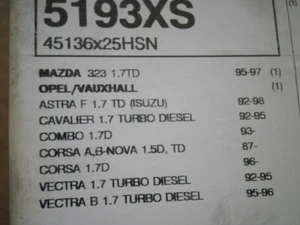 5193XS
45136x25HSN
MAZDA 323 1.7TD 95-97 (1)
OPEL/VAUXHALL (1)
ASTRA F 1.7 TD (ISUZU) 92-98
CAVALIER 1.7 TURBO DIESEL 92-95
COMBO 1.7D 93-
CORSA A,B-NOVA 1.5D, TD 87-
CORSA 1.7D 96-
VECTRA 1.7 TURBO DIESEL 92-95
VECTRA B 1.7 TURBO DIESEL 95-96